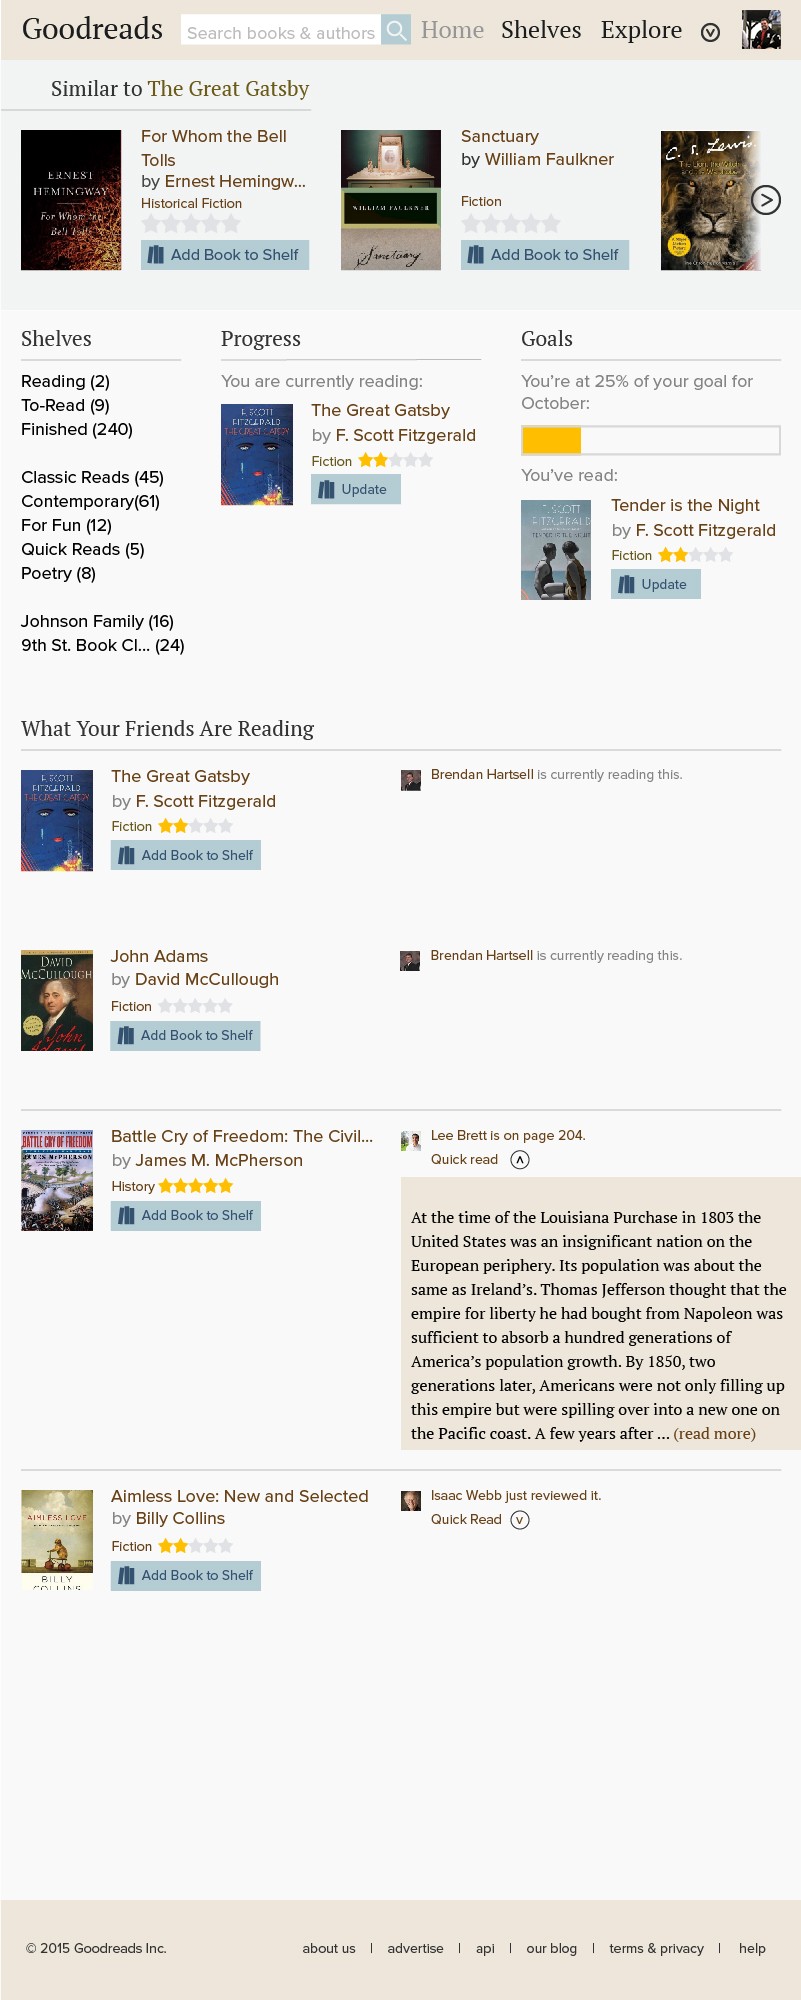 Goodreads
Search books & authors
Home
Shelves
Explore
Similar to The Great Gatsby
ERNEST
HEMINGWAY
For Whom the
Bell Tolls
For Whom the Bell
Tolls
by Ernest Hemingw...
Historical Fiction
Add Book to Shelf
WILLIAM FAULKNER
Sanctuary
Sanctuary
by William Faulkner
Fiction
Add Book to Shelf
C. S. Lewis
Shelves
Reading (2)
To-Read (9)
Finished (240)
Classic Reads (45)
Contemporary(61)
For Fun (12)
Quick Reads (5)
Poetry (8)
Johnson Family (16)
9th St. Book Cl... (24)
Progress
You are currently reading:
F. SCOTT
FITZGERALD
THE GREAT GATSBY
The Great Gatsby
by F. Scott Fitzgerald
Fiction
Update
Goals
You're at 25% of your goal for
October:
You've read:
F. SCOTT
FITZGERALD
TENDER IS THE NIGHT
Tender is the Night
by F. Scott Fitzgerald
Fiction
Update
What Your Friends Are Reading
F. SCOTT
FITZGERALD
THE GREAT GATSBY
The Great Gatsby
by F. Scott Fitzgerald
Fiction
Add Book to Shelf
Brendan Hartsell is currently reading this.
DAVID
McCULLOUGH
John
Adams
John Adams
by David McCullough
Fiction
Add Book to Shelf
Brendan Hartsell is currently reading this.
BATTLE CRY OF FREEDOM
JAMES M. McPHERSON
Battle Cry of Freedom: The Civil...
by James M. McPherson
History
Add Book to Shelf
Lee Brett is on page 204.
Quick read
At the time of the Louisiana Purchase in 1803 the
United States was an insignificant nation on the
European periphery. Its population was about the
same as Ireland's. Thomas Jefferson thought that the
empire for liberty he had bought from Napoleon was
sufficient to absorb a hundred generations of
America's population growth. By 1850, two
generations later, Americans were not only filling up
this empire but were spilling over into a new one on
the Pacific coast. A few years after ... (read more)
AIMLESS LOVE
BILLY
COLLINS
Aimless Love: New and Selected
by Billy Collins
Fiction
Add Book to Shelf
Isaac Webb just reviewed it.
Quick Read
© 2015 Goodreads Inc.
about us | advertise | api | our blog | terms & privacy | help